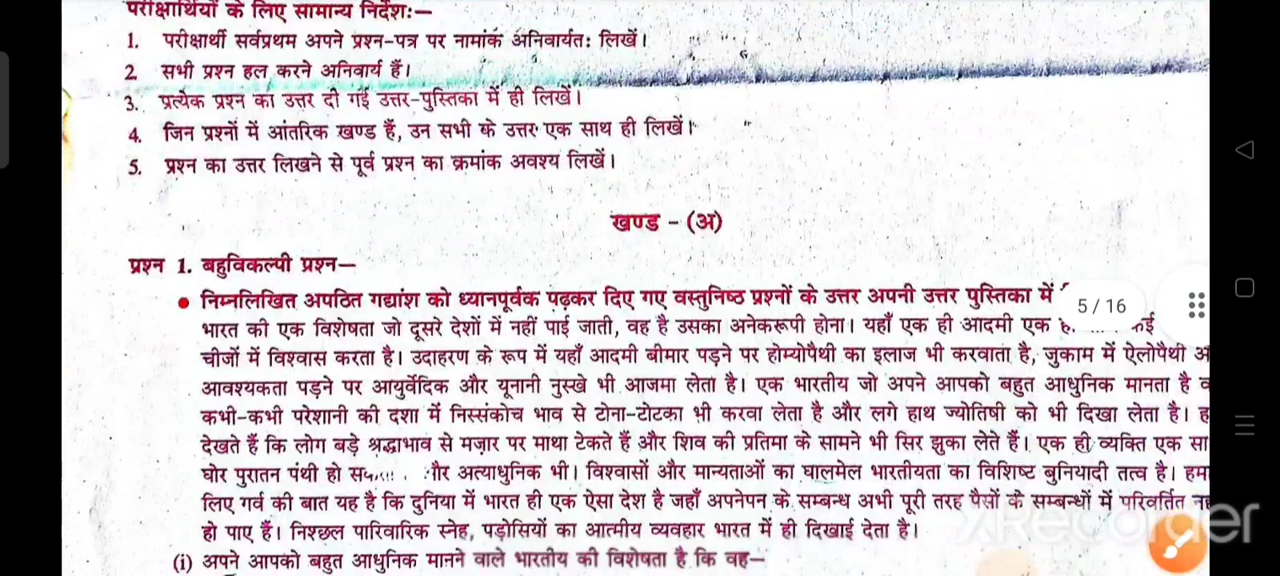 परीक्षार्थियों के लिए सामान्य निर्देशः—
1. परीक्षार्थी सर्वप्रथम अपने प्रश्न-पत्र पर नामांक अनिवार्यतः लिखें।
2. सभी प्रश्न हल करने अनिवार्य हैं।
3. प्रत्येक प्रश्न का उत्तर दी गई उत्तर-पुस्तिका में ही लिखें।
4. जिन प्रश्नों में आंतरिक खण्ड हैं, उन सभी के उत्तर एक साथ ही लिखें।
5. प्रश्न का उत्तर लिखने से पूर्व प्रश्न का क्रमांक अवश्य लिखें।
खण्ड - (अ)
प्रश्न 1. बहुविकल्पी प्रश्न—
• निम्नलिखित अपठित गद्यांश को ध्यानपूर्वक पढ़कर दिए गए वस्तुनिष्ठ प्रश्नों के उत्तर अपनी उत्तर पुस्तिका में
5 / 16
भारत की एक विशेषता जो दूसरे देशों में नहीं पाई जाती, वह है उसका अनेकरूपी होना। यहाँ एक ही आदमी एक
चीजों में विश्वास करता है। उदाहरण के रूप में यहाँ आदमी बीमार पड़ने पर होम्योपैथी का इलाज भी करवाता है, जुकाम में ऐलोपैथी
आवश्यकता पड़ने पर आयुर्वेदिक और यूनानी नुस्खे भी आजमा लेता है। एक भारतीय जो अपने आपको बहुत आधुनिक मानता है
कभी-कभी परेशानी की दशा में निस्संकोच भाव से टोना-टोटका भी करवा लेता है और लगे हाथ ज्योतिषी को भी दिखा लेता है।
देखते हैं कि लोग बड़े श्रद्धाभाव से मज़ार पर माथा टेकते हैं और शिव की प्रतिमा के सामने भी सिर झुका लेते हैं। एक ही व्यक्ति एक
घोर पुरातन पंथी हो अत्याधुनिक भी। विश्वासों और मान्यताओं का घालमेल भारतीयता का विशिष्ट बुनियादी तत्व है।
लिए गर्व की बात यह है कि दुनिया में भारत ही एक ऐसा देश है जहाँ अपनेपन के सम्बन्ध अभी पूरी तरह पैसों के सम्बन्धों में परिवर्तित
हो पाए हैं। निश्छल पारिवारिक स्नेह, पड़ोसियों का आत्मीय व्यवहार भारत में ही दिखाई देता है।
XRecorder
(i) अपने आपको बहुत आधुनिक मानने वाले भारतीय की विशेषता है कि वह—